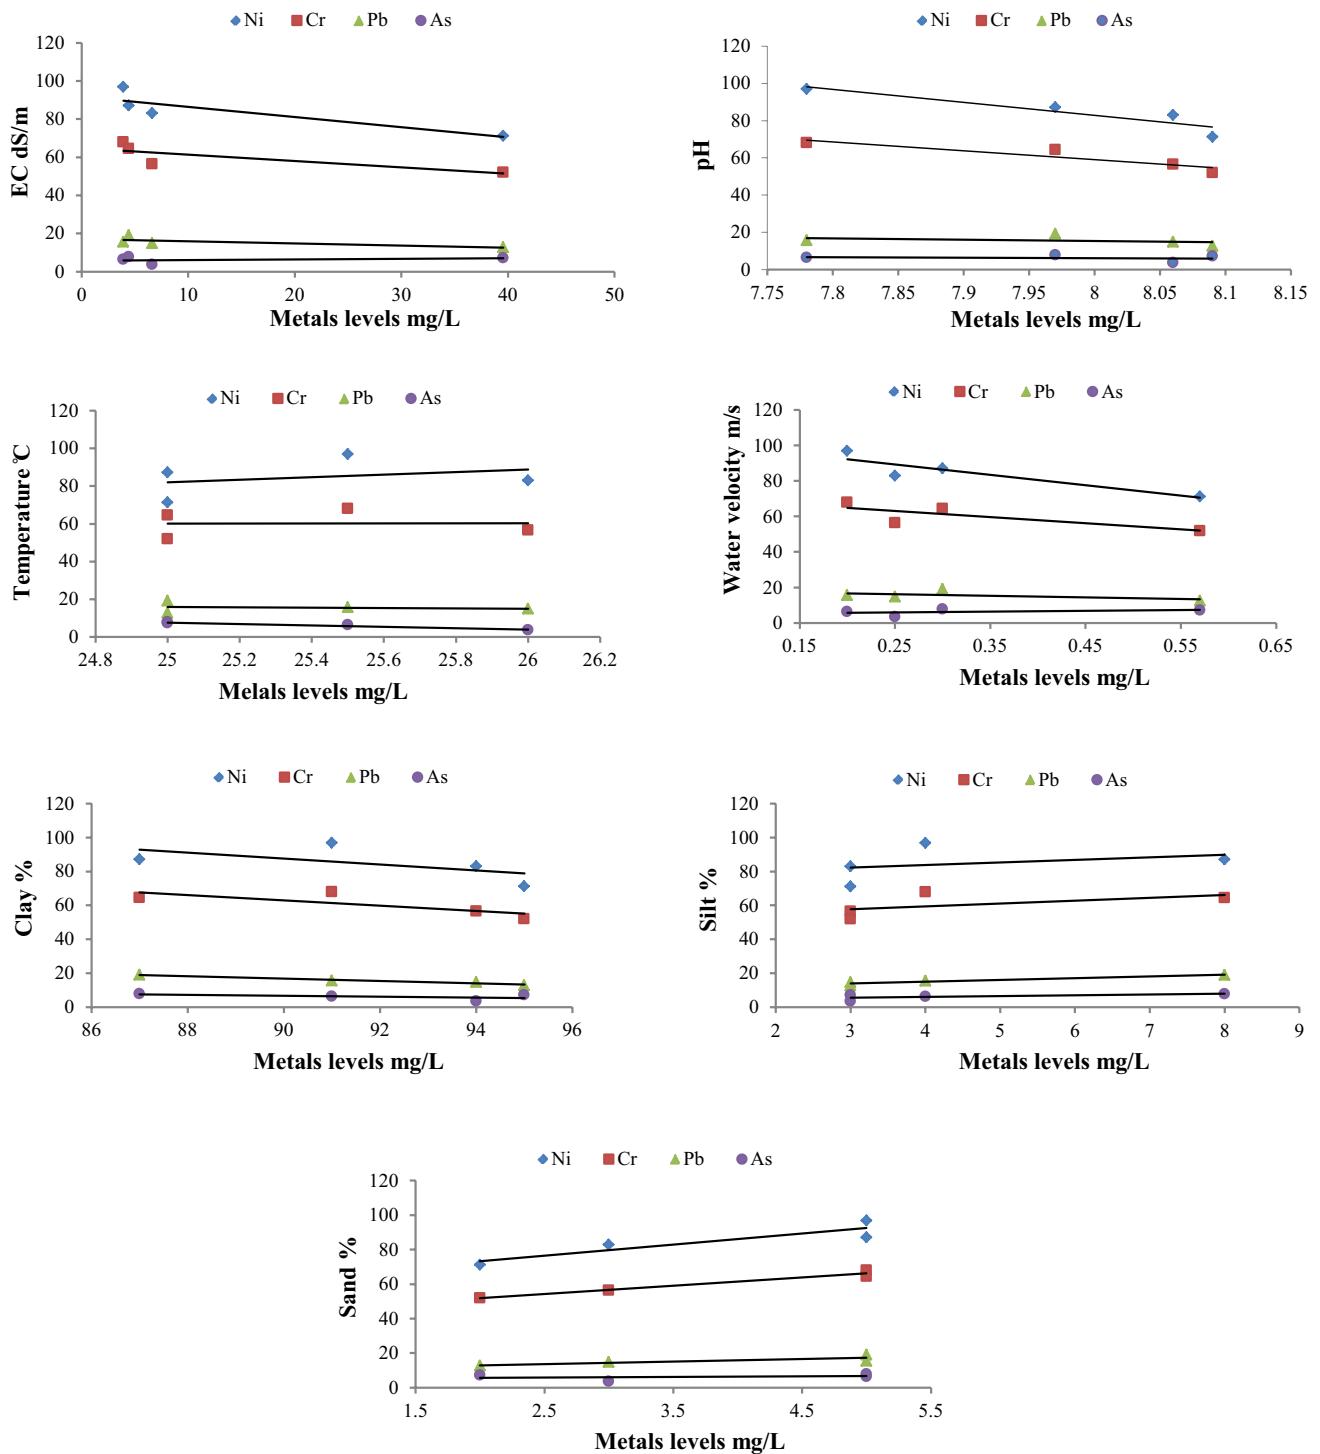 Ni Cr Pb As
120
100
80
60
40
20
0
EC dS/m
0 10 20 30 40 50
Metals levels mg/L
Ni Cr Pb As
120
100
80
60
40
20
0
pH
7.75 7.8 7.85 7.9 7.95 8 8.05 8.1 8.15
Metals levels mg/L
Ni Cr Pb As
120
100
80
60
40
20
0
Temperature °C
24.8 25 25.2 25.4 25.6 25.8 26 26.2
Melals levels mg/L
Ni Cr Pb As
120
100
80
60
40
20
0
Water velocity m/s
0.15 0.25 0.35 0.45 0.55 0.65
Metals levels mg/L
Ni Cr Pb As
120
100
80
60
40
20
0
Clay %
86 88 90 92 94 96
Metals levels mg/L
Ni Cr Pb As
120
100
80
60
40
20
0
Silt %
2 3 4 5 6 7 8 9
Metals levels mg/L
Ni Cr Pb As
120
100
80
60
40
20
0
Sand %
1.5 2.5 3.5 4.5 5.5
Metals levels mg/L